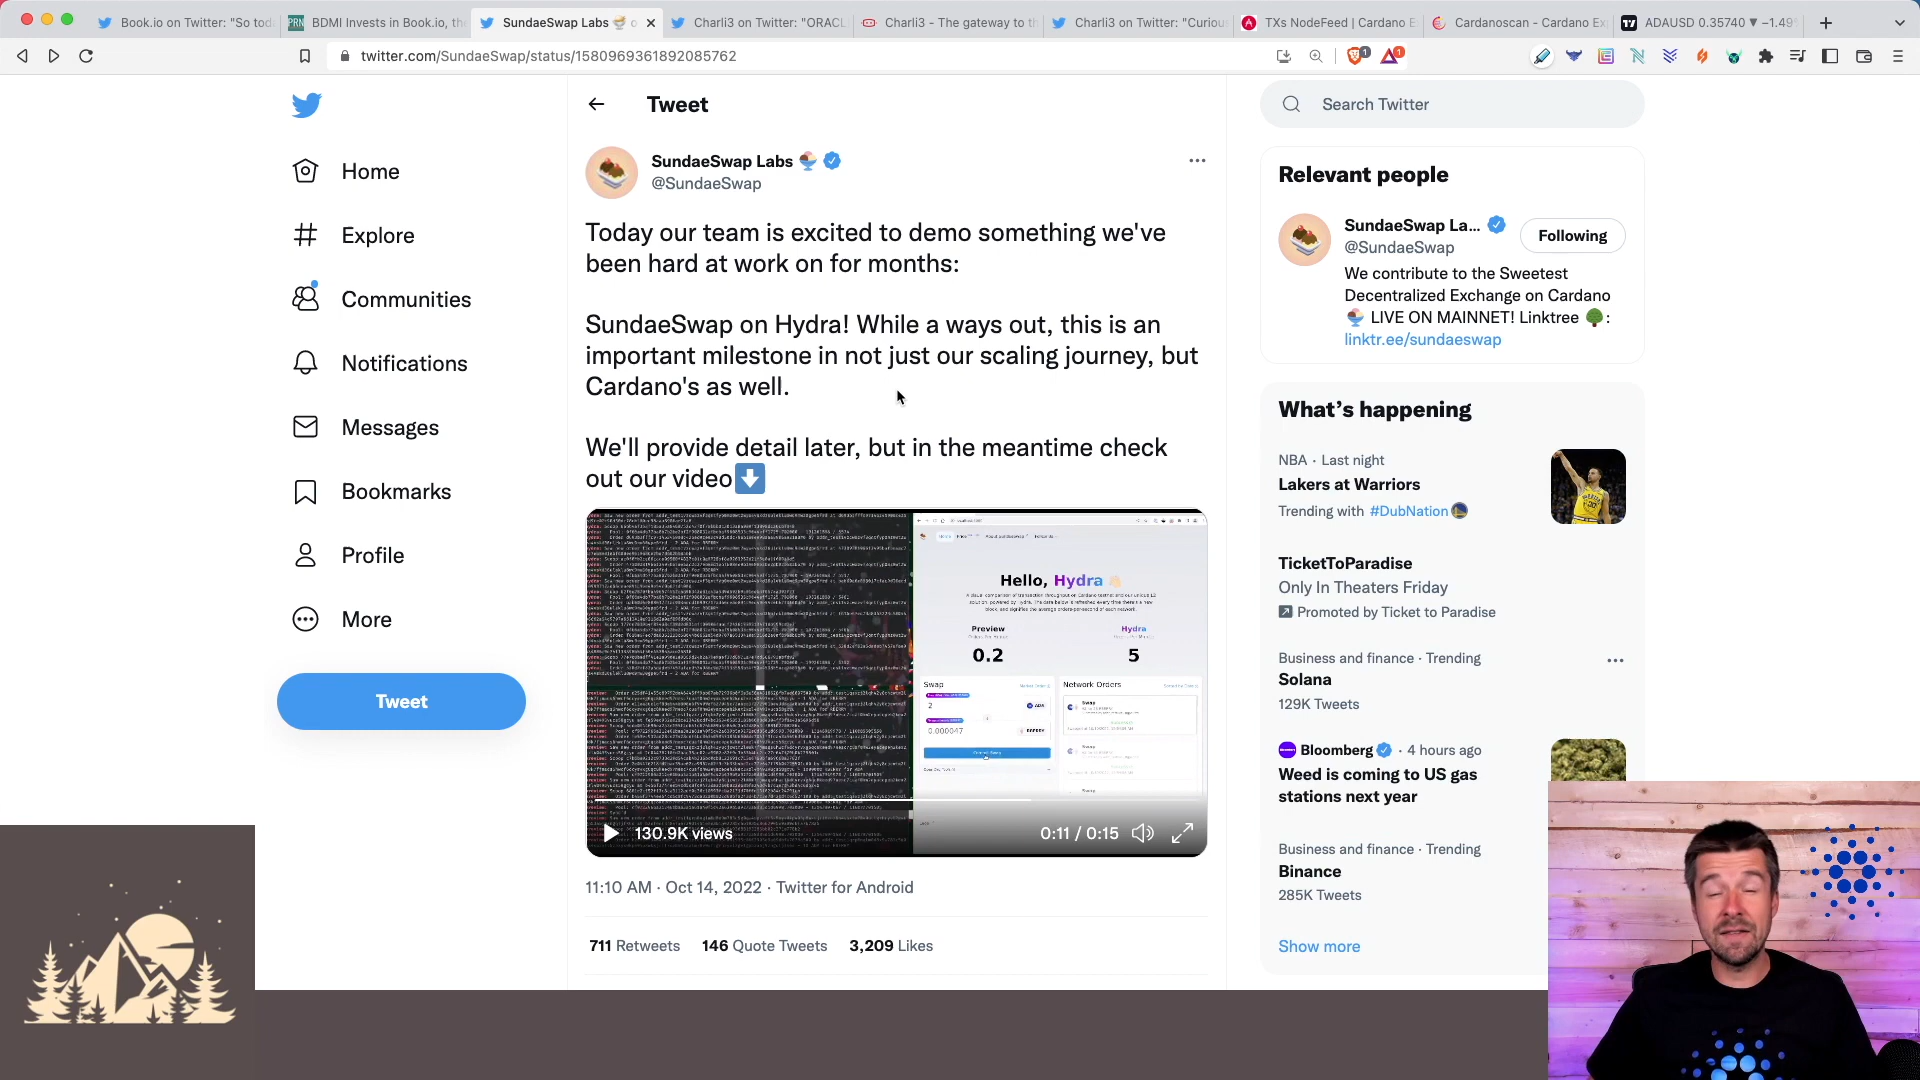 Book.io on Twitter: "So toda
BDMI Invests in Book.io, the
SundaeSwap Labs 🍨 o
Charli3 on Twitter: "ORACL
Charli3 - The gateway to th
Charli3 on Twitter: "Curiou
TXs NodeFeed | Cardano E
Cardanoscan - Cardano Exp
ADAUSD 0.35740 ▼ −1.49%
twitter.com/SundaeSwap/status/1580969361892085762
Tweet
Search Twitter
Home
Explore
Communities
Notifications
Messages
Bookmarks
Profile
More
Tweet
SundaeSwap Labs 🍨
@SundaeSwap
Today our team is excited to demo something we've
been hard at work on for months:
SundaeSwap on Hydra! While a ways out, this is an
important milestone in not just our scaling journey, but
Cardano's as well.
We'll provide detail later, but in the meantime check
out our video⬇️
Hello, Hydra
Preview
0.2
Hydra
5
Swap
2
ADA
0.000047
Network Orders
Swap
Swap
130.9K views
0:11 / 0:15
11:10 AM · Oct 14, 2022 · Twitter for Android
711 Retweets 146 Quote Tweets 3,209 Likes
Relevant people
SundaeSwap La...
@SundaeSwap
Following
We contribute to the Sweetest
Decentralized Exchange on Cardano
🍨 LIVE ON MAINNET! Linktree 🌳:
linktr.ee/sundaeswap
What's happening
NBA · Last night
Lakers at Warriors
Trending with #DubNation
TicketToParadise
Only In Theaters Friday
Promoted by Ticket to Paradise
Business and finance · Trending
Solana
129K Tweets
Bloomberg · 4 hours ago
Weed is coming to US gas
stations next year
Business and finance · Trending
Binance
285K Tweets
Show more